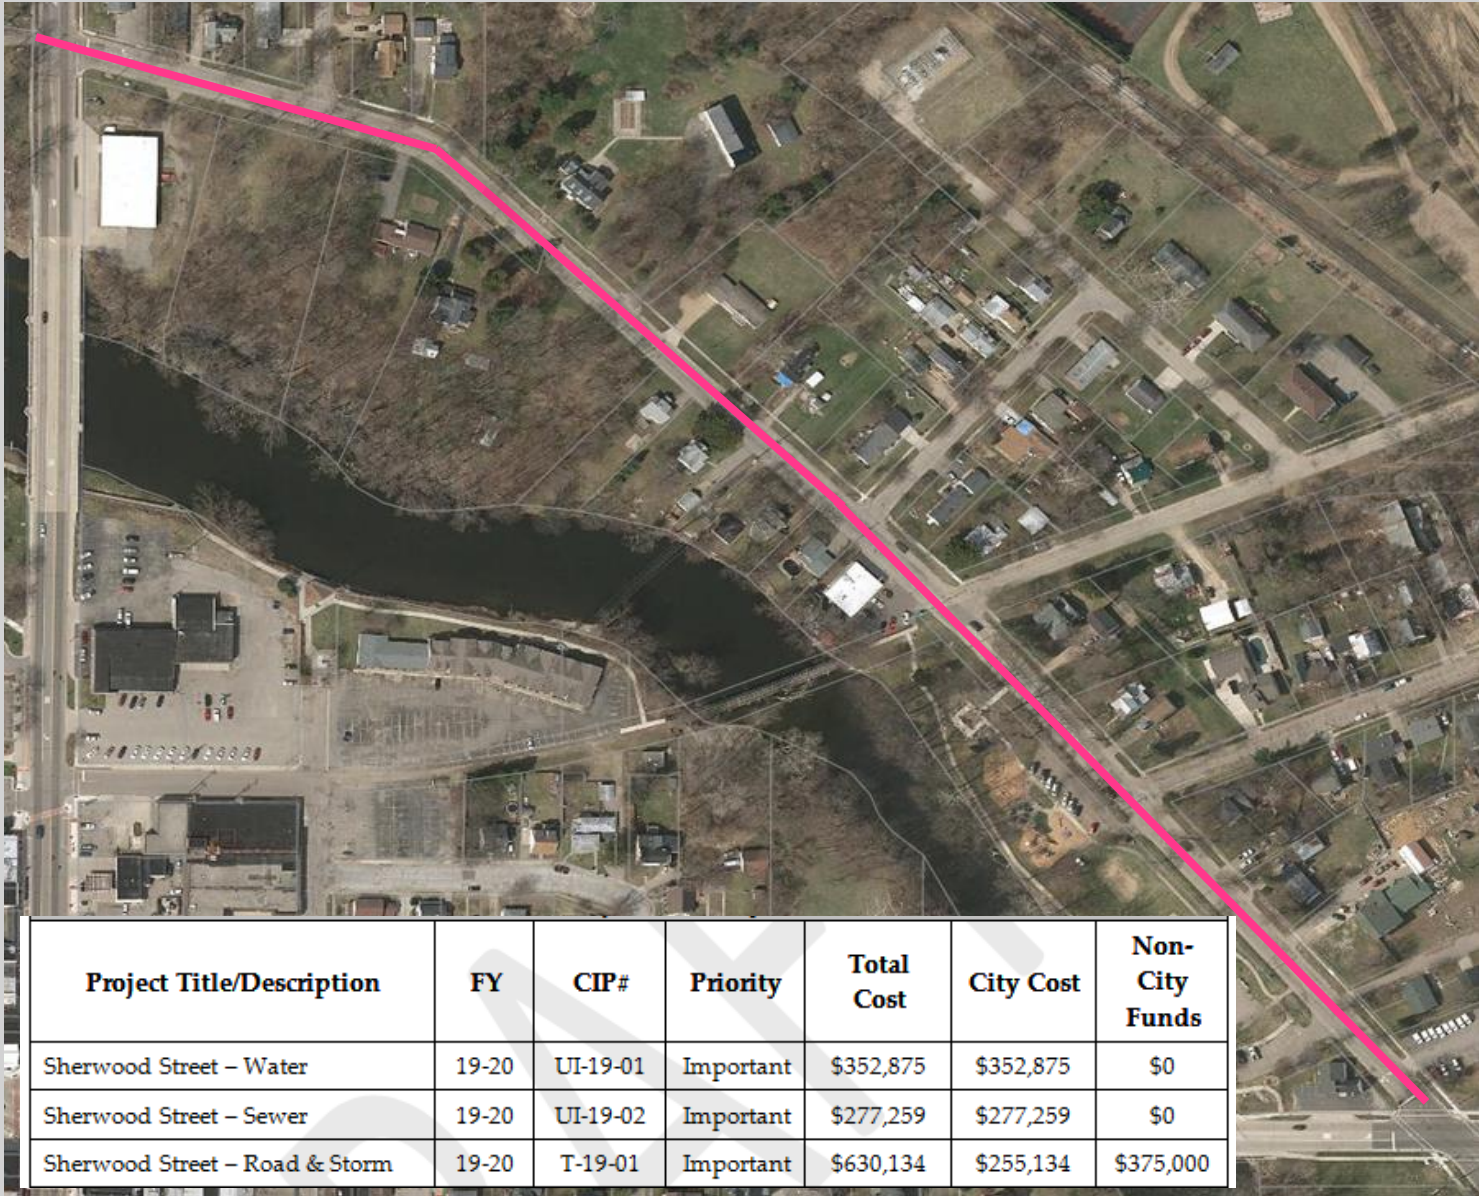 Project Title/Description FY CIP# Priority Total Cost City Cost Non-City Funds
Sherwood Street – Water 19-20 UI-19-01 Important $352,875 $352,875 $0
Sherwood Street – Sewer 19-20 UI-19-02 Important $277,259 $277,259 $0
Sherwood Street – Road & Storm 19-20 T-19-01 Important $630,134 $255,134 $375,000